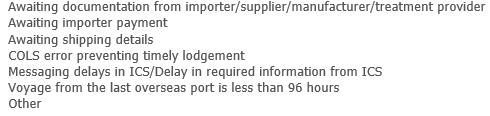 Awaiting documentation from importer/supplier/manufacturer/treatment provider
Awaiting importer payment
Awaiting shipping details
COLS error preventing timely lodgement
Messaging delays in ICS/Delay in required information from ICS
Voyage from the last overseas port is less than 96 hours
Other